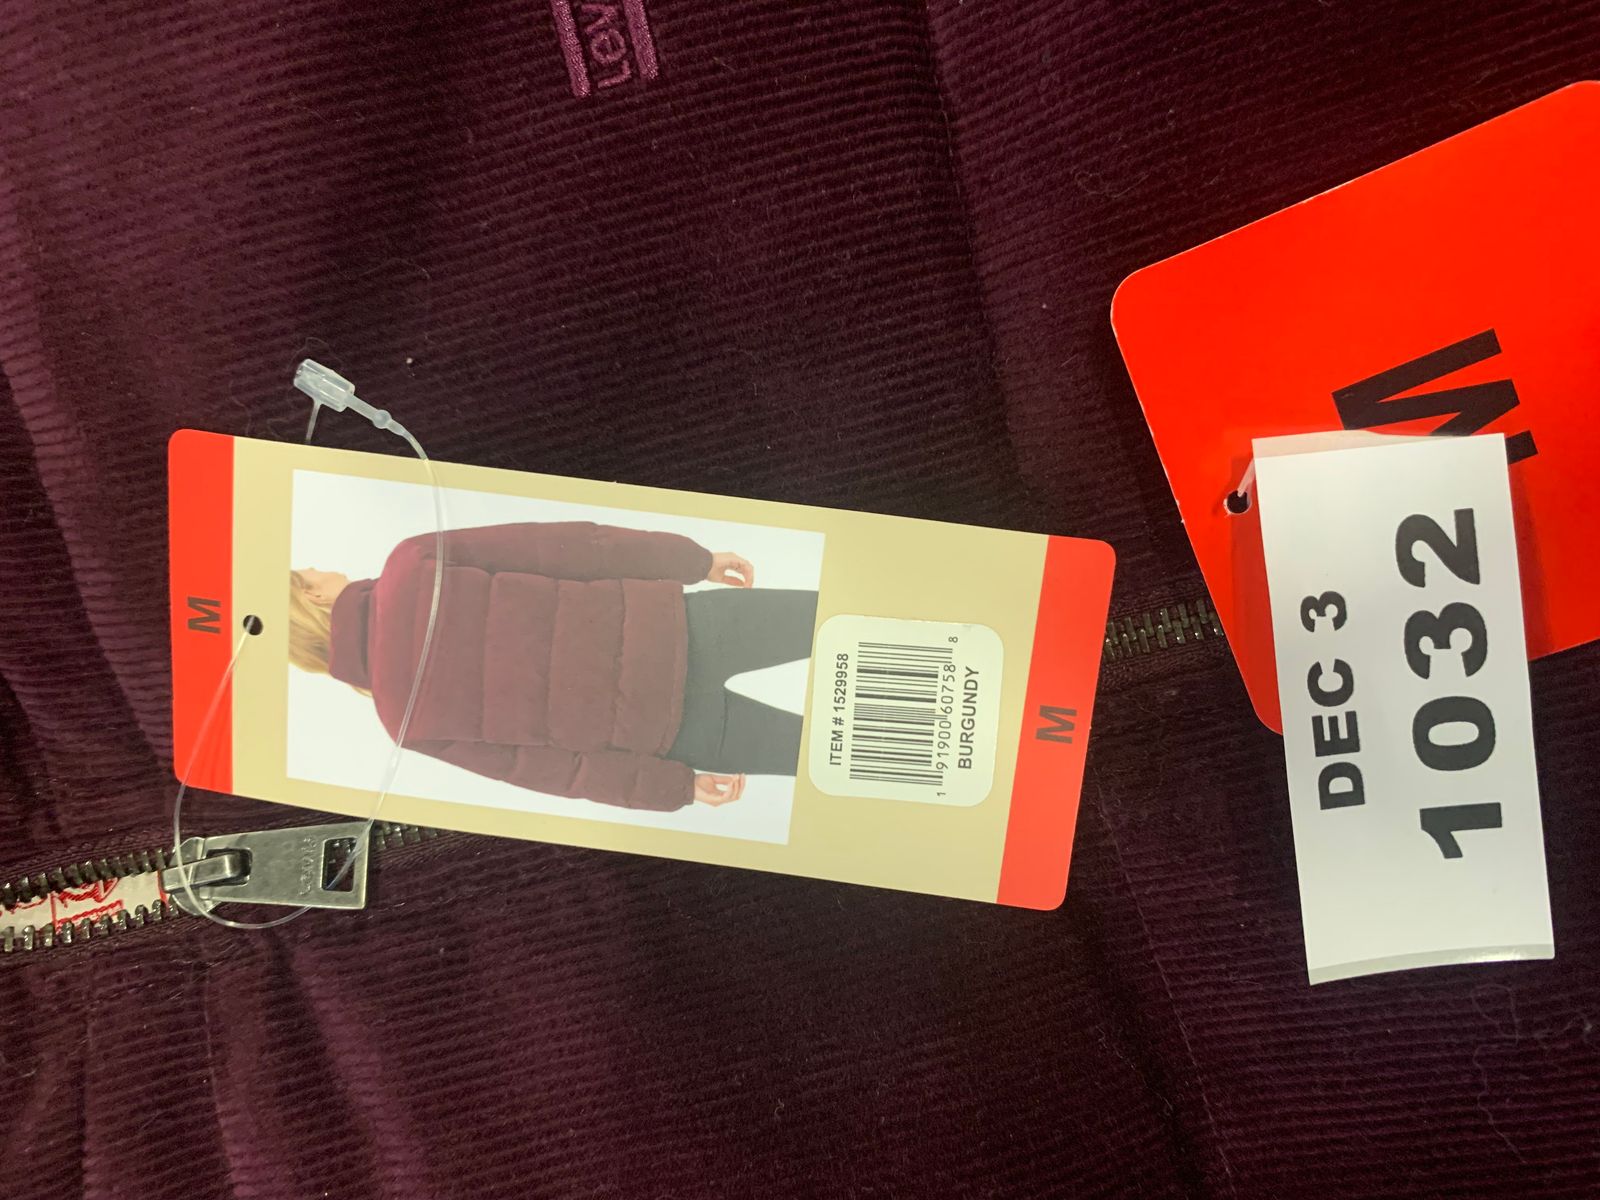 Levi's
M
ITEM # 1529958
1 91900 60758 8
BURGUNDY
M
M
DEC 3
1032